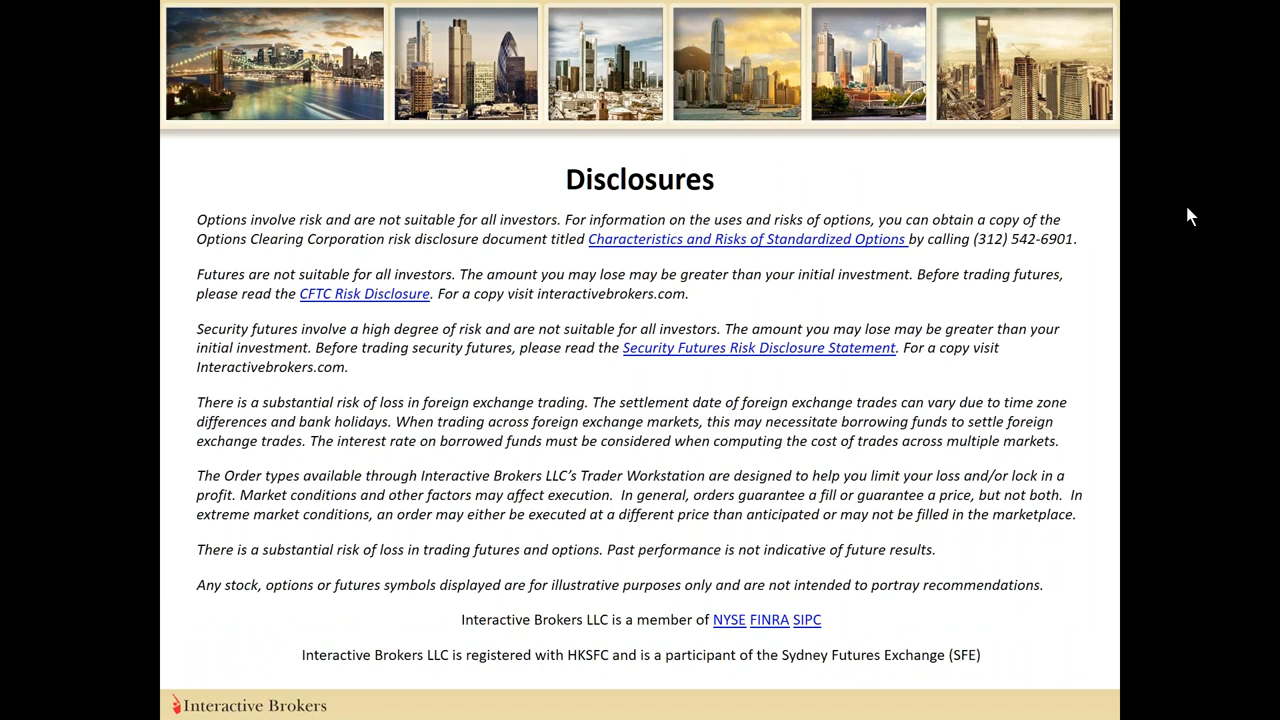 Disclosures
Options involve risk and are not suitable for all investors. For information on the uses and risks of options, you can obtain a copy of the
Options Clearing Corporation risk disclosure document titled Characteristics and Risks of Standardized Options by calling (312) 542-6901.
Futures are not suitable for all investors. The amount you may lose may be greater than your initial investment. Before trading futures,
please read the CFTC Risk Disclosure. For a copy visit interactivebrokers.com.
Security futures involve a high degree of risk and are not suitable for all investors. The amount you may lose may be greater than your
initial investment. Before trading security futures, please read the Security Futures Risk Disclosure Statement. For a copy visit
Interactivebrokers.com.
There is a substantial risk of loss in foreign exchange trading. The settlement date of foreign exchange trades can vary due to time zone
differences and bank holidays. When trading across foreign exchange markets, this may necessitate borrowing funds to settle foreign
exchange trades. The interest rate on borrowed funds must be considered when computing the cost of trades across multiple markets.
The Order types available through Interactive Brokers LLC’s Trader Workstation are designed to help you limit your loss and/or lock in a
profit. Market conditions and other factors may affect execution.  In general, orders guarantee a fill or guarantee a price, but not both.  In
extreme market conditions, an order may either be executed at a different price than anticipated or may not be filled in the marketplace.
There is a substantial risk of loss in trading futures and options. Past performance is not indicative of future results.
Any stock, options or futures symbols displayed are for illustrative purposes only and are not intended to portray recommendations.
Interactive Brokers LLC is a member of NYSE FINRA SIPC
Interactive Brokers LLC is registered with HKSFC and is a participant of the Sydney Futures Exchange (SFE)
Interactive Brokers